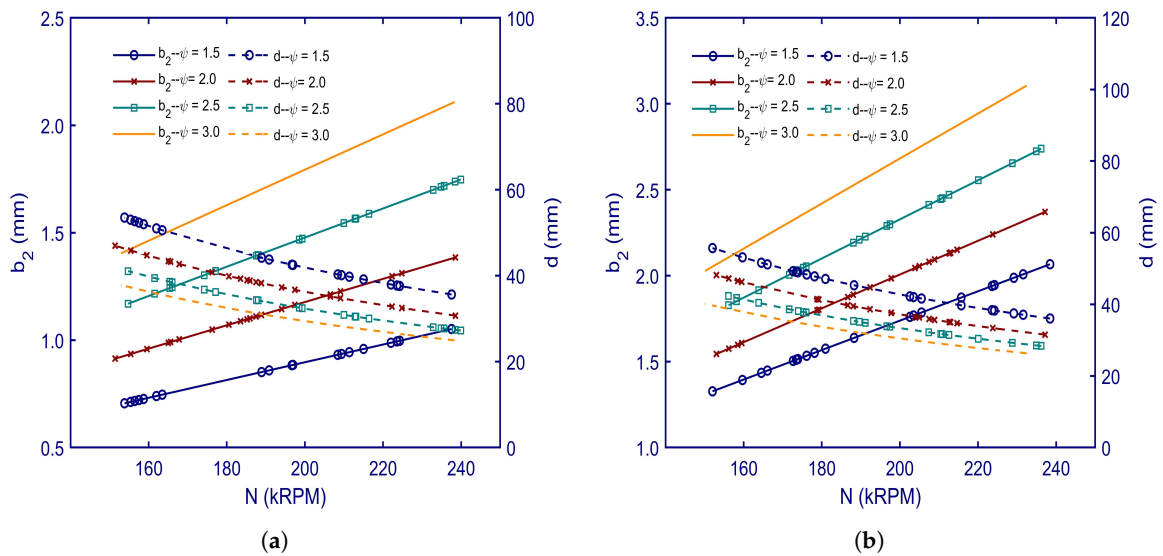 2.5
2.0
1.5
1.0
0.5
b2 (mm)
100
80
60
40
20
0
d (mm)
b2--ψ = 1.5
b2--ψ= 2.0
b2--ψ = 2.5
b2--ψ = 3.0
d--ψ = 1.5
d--ψ = 2.0
d--ψ = 2.5
d--ψ = 3.0
160 180 200 220 240
N (kRPM)
(a)
3.5
3.0
2.5
2.0
1.5
1.0
b2 (mm)
120
100
80
60
40
20
0
d (mm)
b2--ψ = 1.5
b2--ψ = 2.0
b2--ψ = 2.5
b2--ψ = 3.0
d--ψ = 1.5
d--ψ = 2.0
d--ψ = 2.5
d--ψ = 3.0
160 180 200 220 240
N (kRPM)
(b)